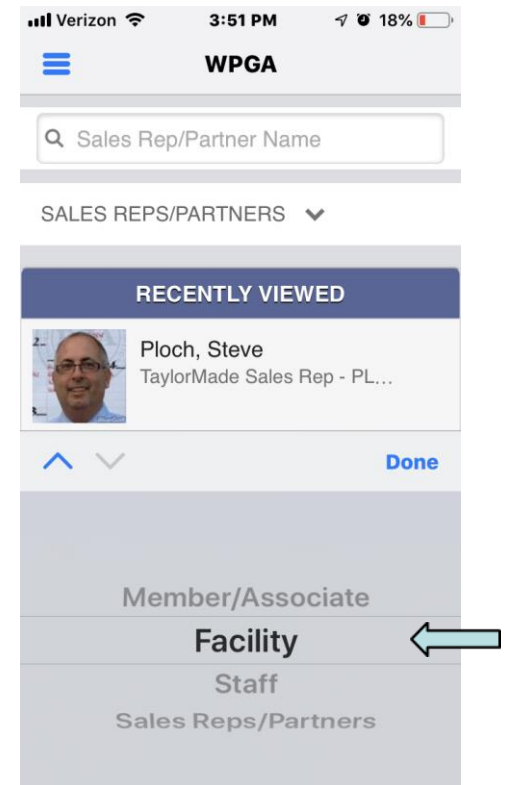 Verizon 3:51 PM 18%
WPGA
Sales Rep/Partner Name
SALES REPS/PARTNERS
RECENTLY VIEWED
Ploch, Steve
TaylorMade Sales Rep - PL...
Done
Member/Associate
Facility
Staff
Sales Reps/Partners